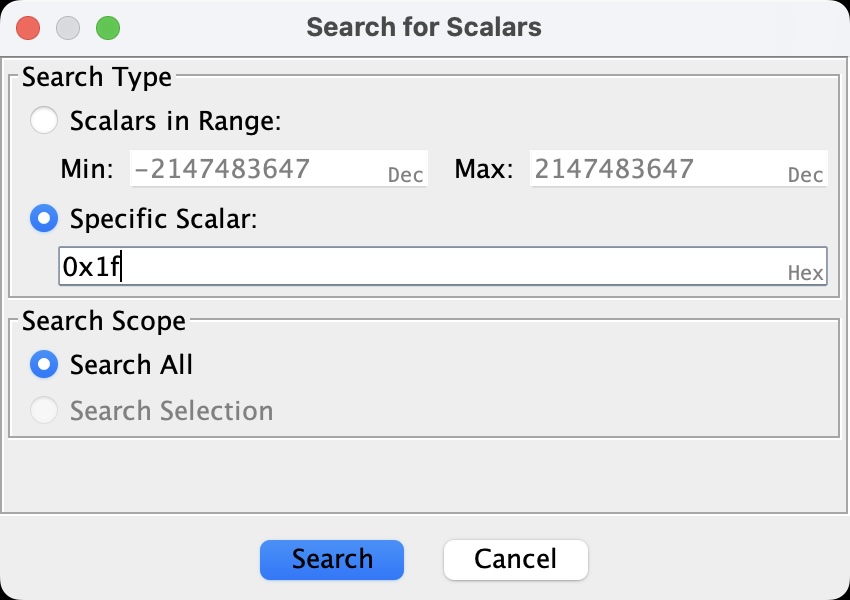 Search for Scalars
Search Type
Scalars in Range:
Min: -2147483647 Dec Max: 2147483647 Dec
Specific Scalar:
0x1f Hex
Search Scope
Search All
Search Selection
Search Cancel